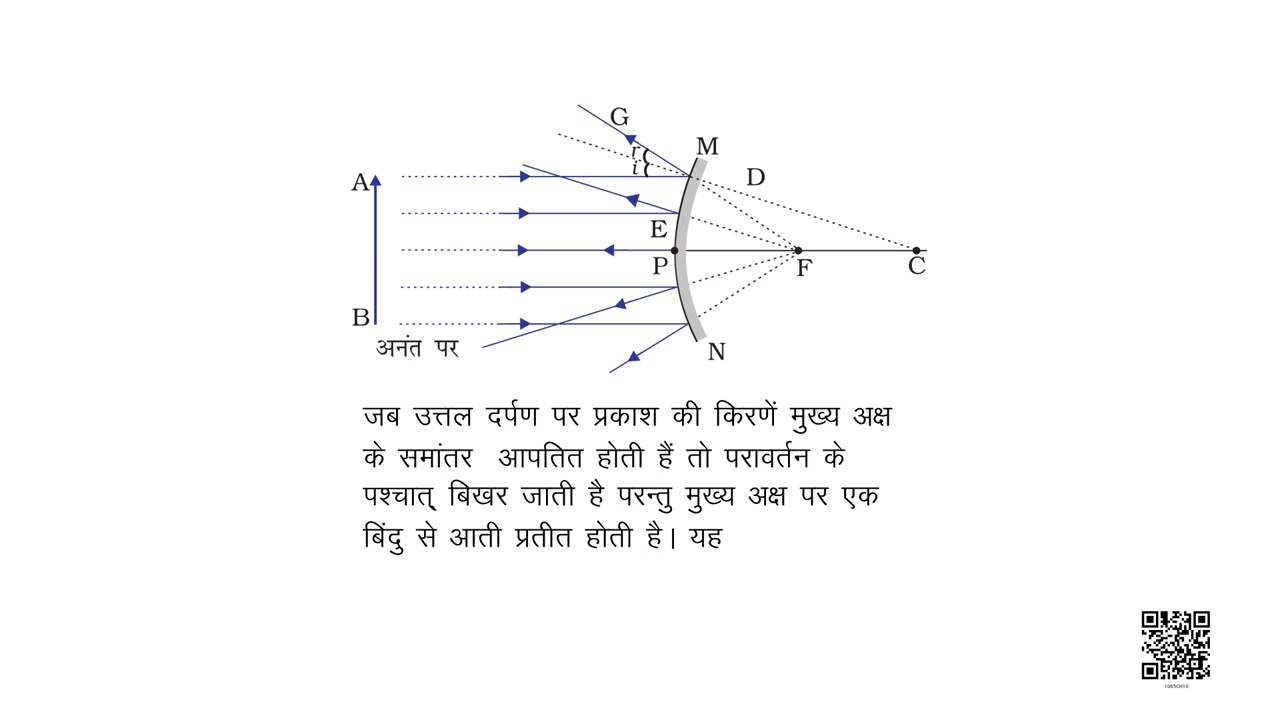 G
M
r
i
A
D
E
P
F
C
B
अनंत पर
N
जब उत्तल दर्पण पर प्रकाश की किरणें मुख्य अक्ष
के समांतर आपतित होती हैं तो परावर्तन के
पश्चात् बिखर जाती है परन्तु मुख्य अक्ष पर एक
बिंदु से आती प्रतीत होती है। यह
1065CH10